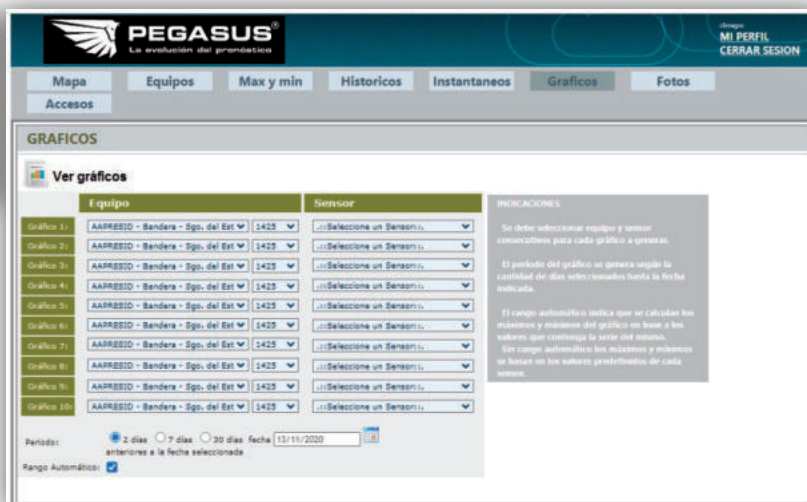 PEGASUS®
La evolución del pronóstico
MI PERFIL
CERRAR SESION
Mapa Equipos Max y min Historicos Instantaneos Graficos Fotos
Accesos
GRAFICOS
Ver gráficos
Equipo Sensor
Gráfico 1: AAPRESID - Bandera - Sgo. del Est 1425 .::Seleccione un Sensor::.
Gráfico 2: AAPRESID - Bandera - Sgo. del Est 1425 .::Seleccione un Sensor::.
Gráfico 3: AAPRESID - Bandera - Sgo. del Est 1425 .::Seleccione un Sensor::.
Gráfico 4: AAPRESID - Bandera - Sgo. del Est 1425 .::Seleccione un Sensor::.
Gráfico 5: AAPRESID - Bandera - Sgo. del Est 1425 .::Seleccione un Sensor::.
Gráfico 6: AAPRESID - Bandera - Sgo. del Est 1425 .::Seleccione un Sensor::.
Gráfico 7: AAPRESID - Bandera - Sgo. del Est 1425 .::Seleccione un Sensor::.
Gráfico 8: AAPRESID - Bandera - Sgo. del Est 1425 .::Seleccione un Sensor::.
Gráfico 9: AAPRESID - Bandera - Sgo. del Est 1425 .::Seleccione un Sensor::.
Gráfico 10: AAPRESID - Bandera - Sgo. del Est 1425 .::Seleccione un Sensor::.
Periodo: 2 dias 7 dias 30 dias fecha 13/11/2020
anteriores a la fecha seleccionada
Rango Automático:
INDICACIONES
Se debe seleccionar equipo y sensor
consecutivos para cada gráfico a generar.
El periodo del gráfico se genera según la
cantidad de días seleccionados hasta la fecha
indicada.
El rango automático indica que se calculan los
máximos y mínimos del gráfico en base a los
valores que contenga la serie del mismo.
Sin rango automático los máximos y mínimos
se basan en los valores predefinidos de cada
sensor.